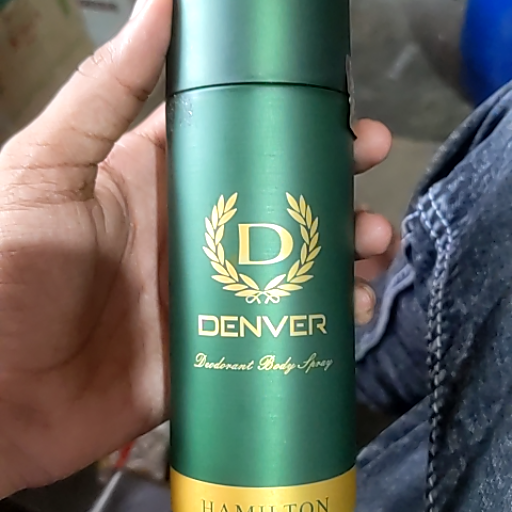 D
DENVER
Deodorant Body Spray
HAMILTON